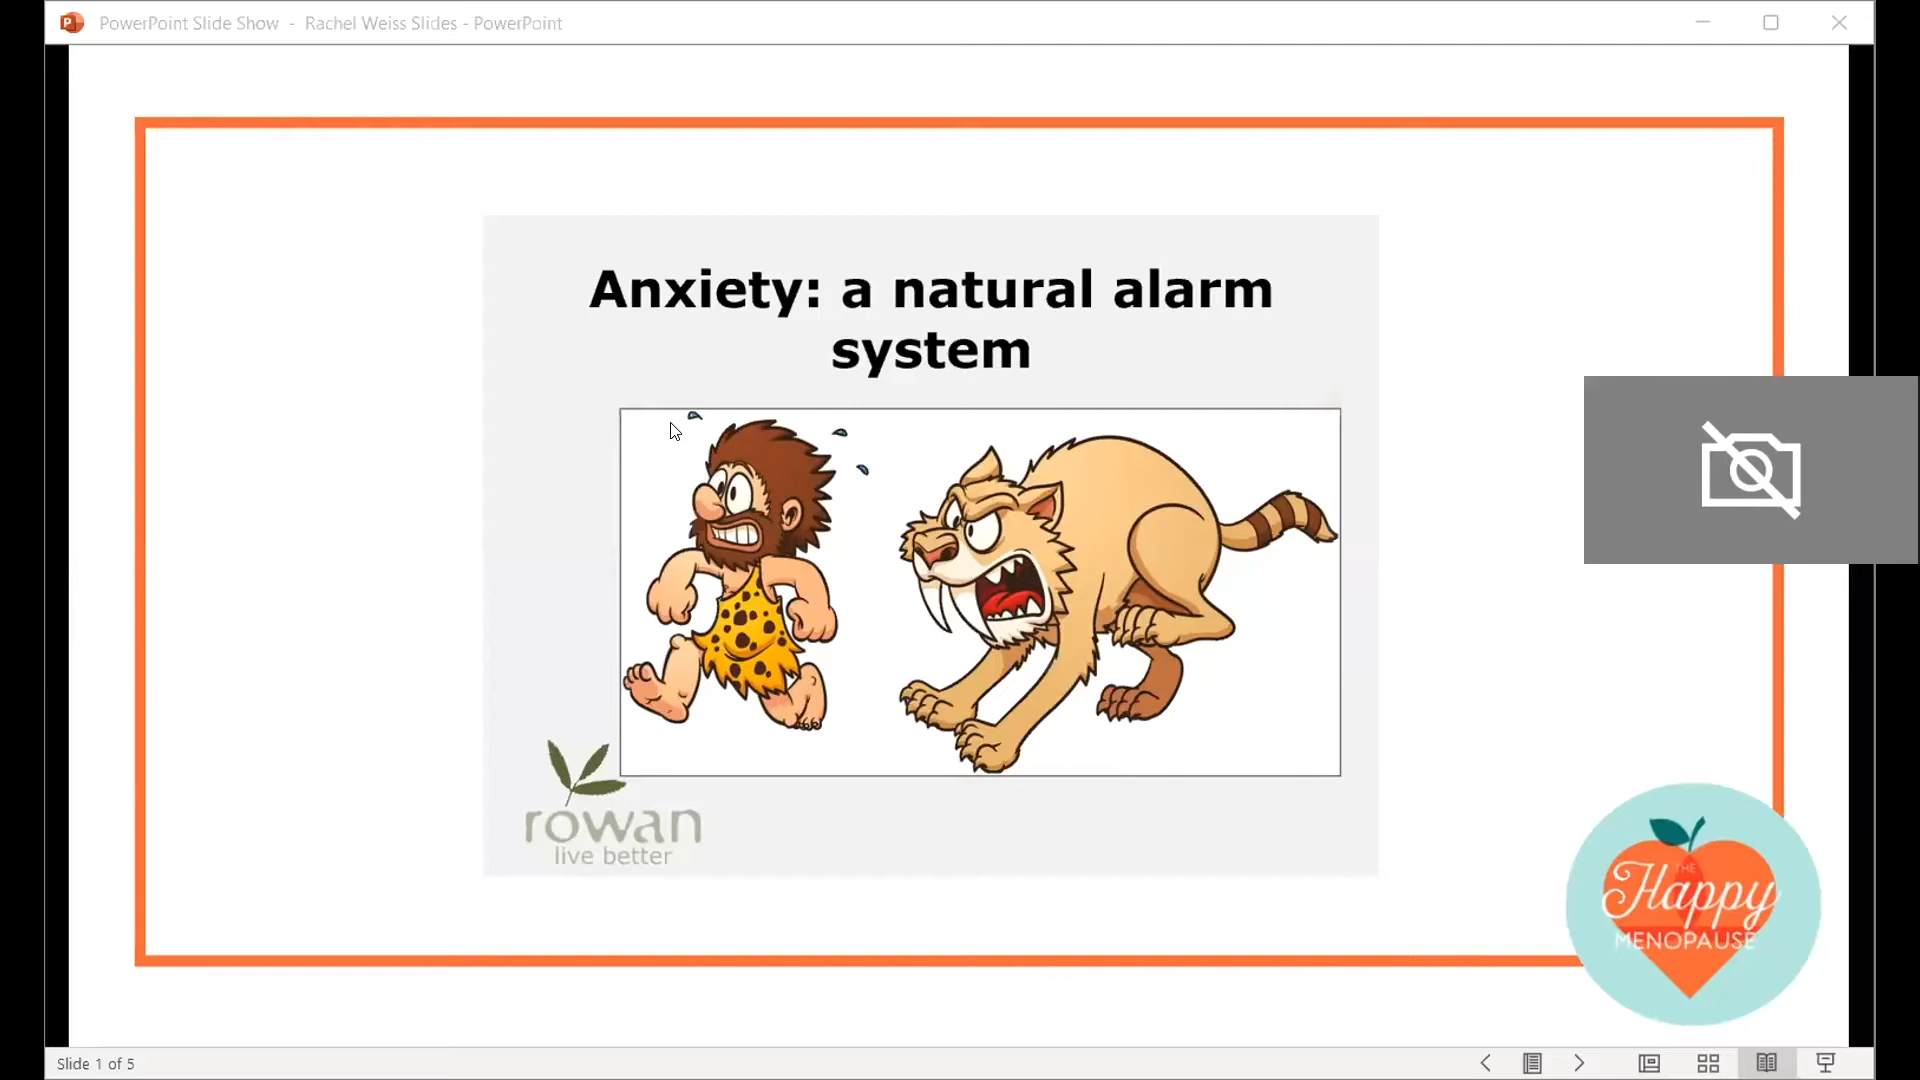 PowerPoint Slide Show - Rachel Weiss Slides - PowerPoint
Anxiety: a natural alarm
system
rowan
live better
THE
Happy
MENOPAUSE
Slide 1 of 5